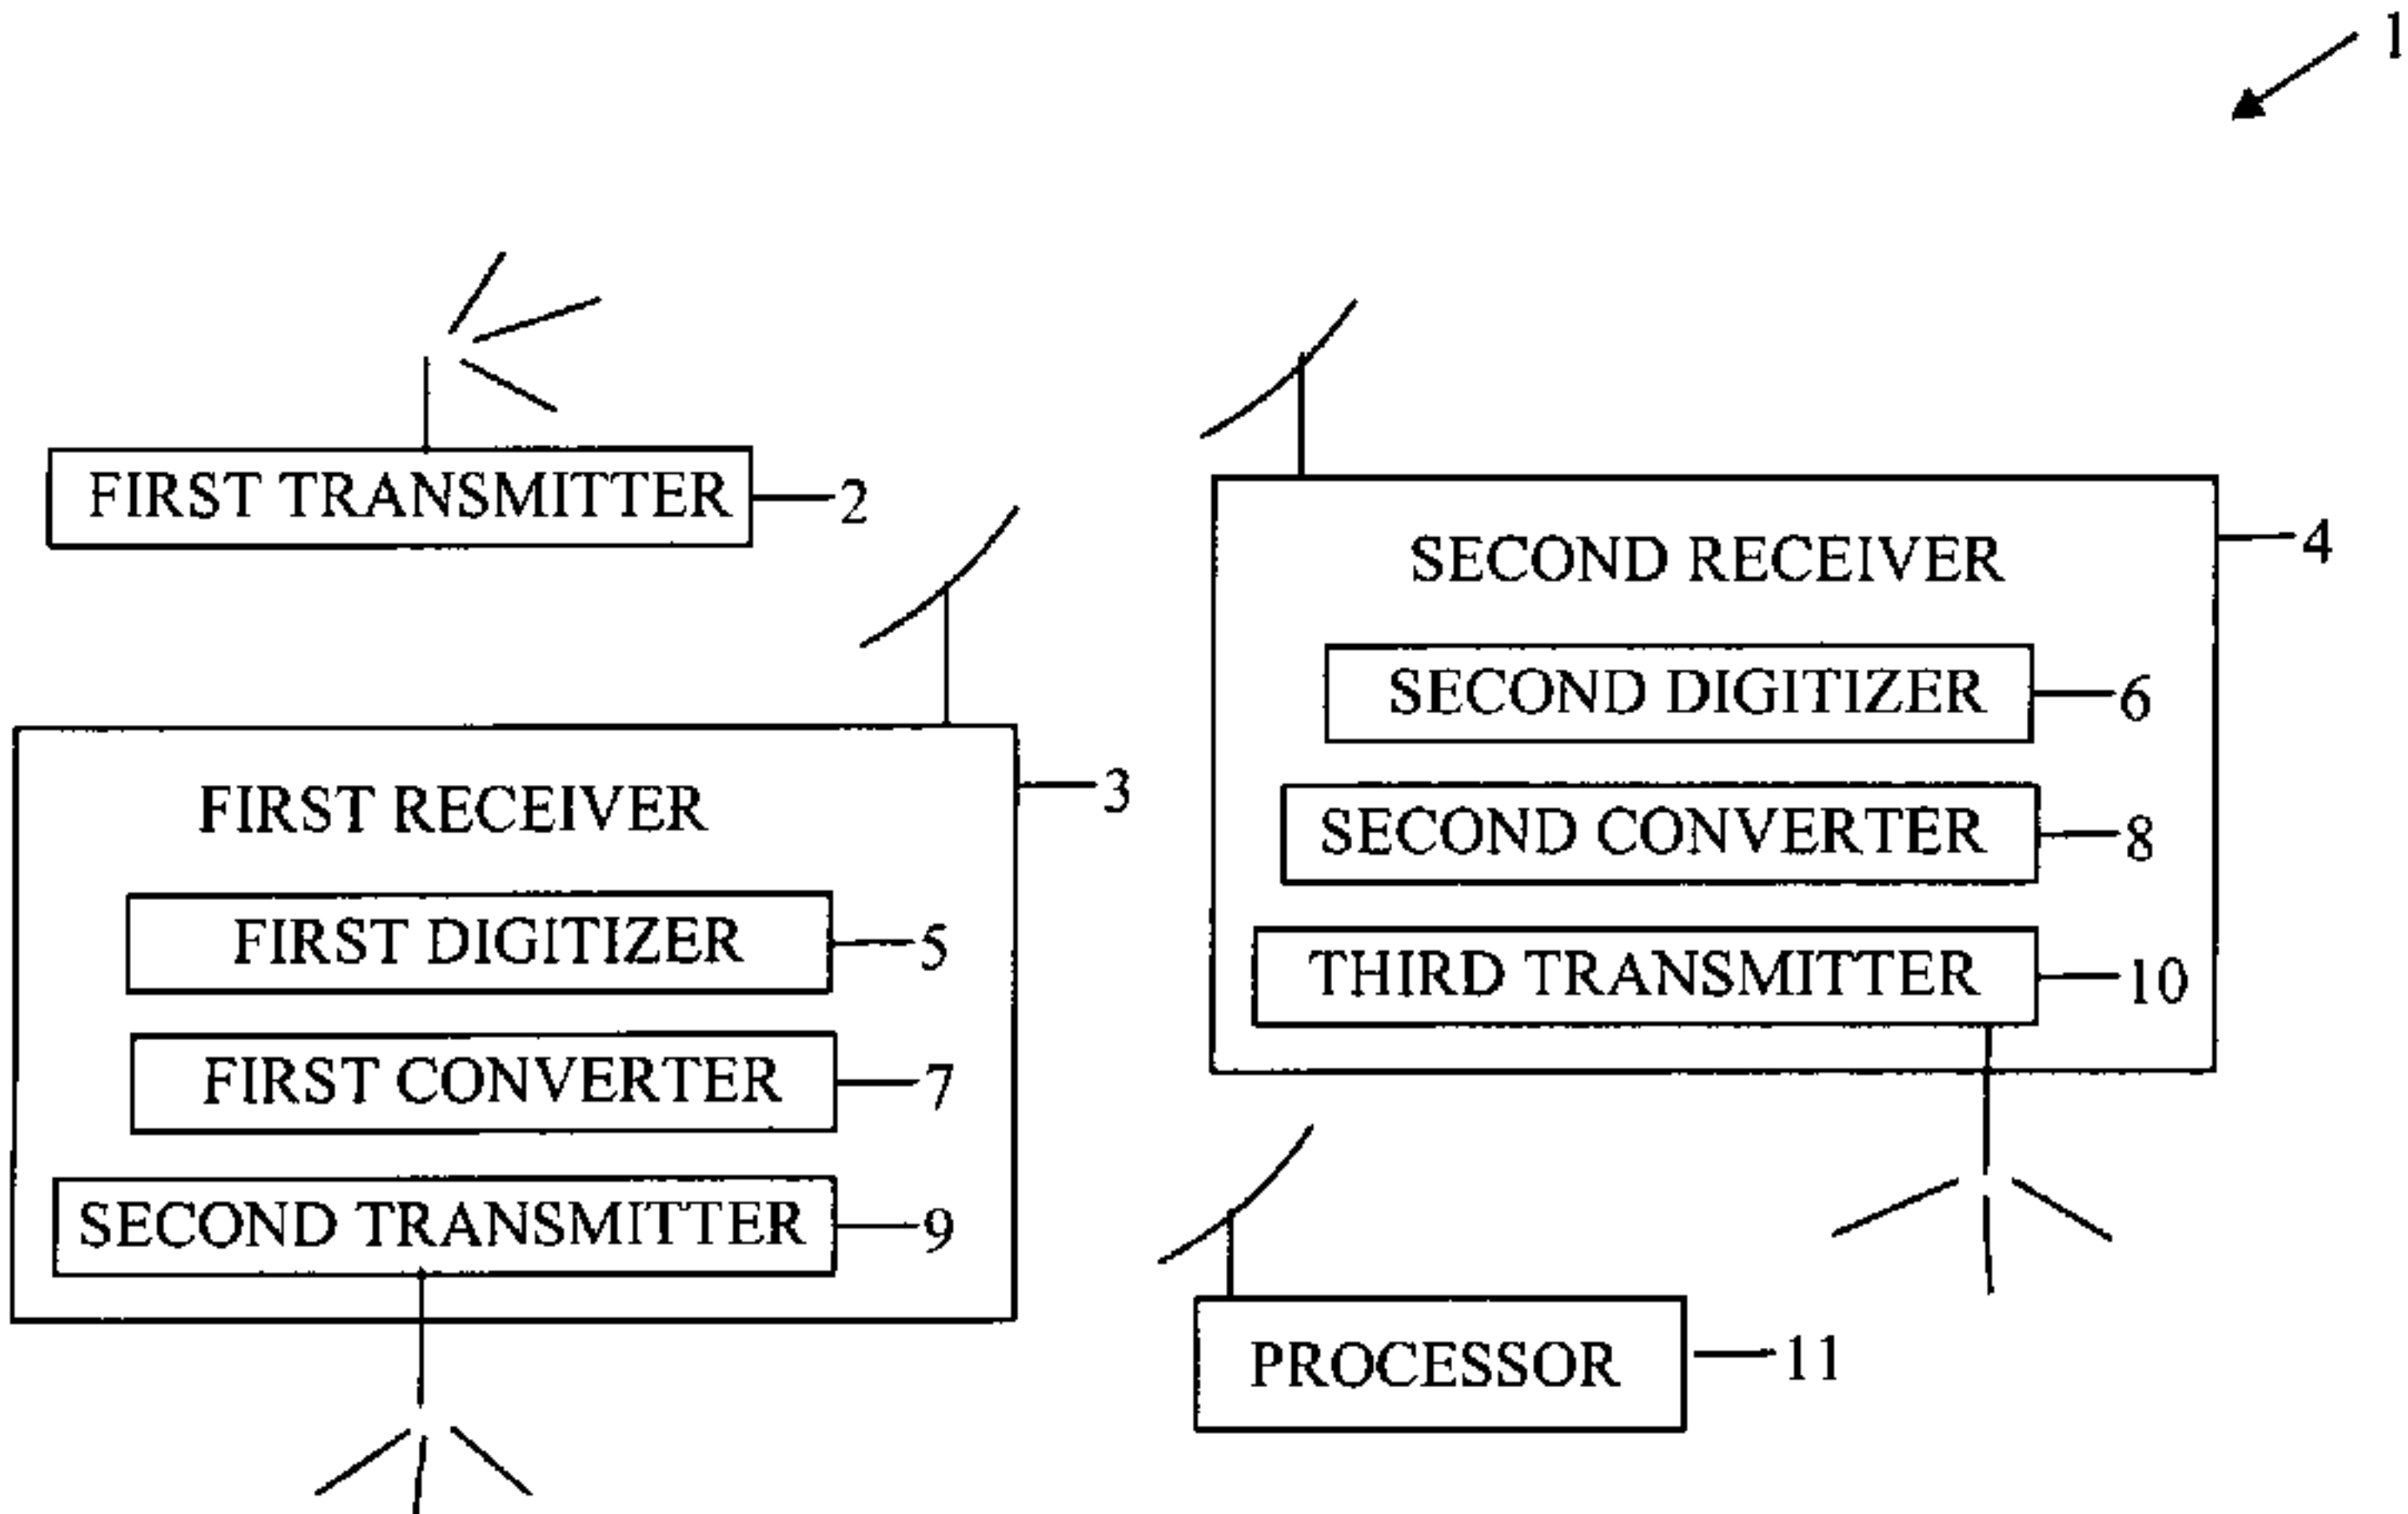 1
FIRST TRANSMITTER 2
SECOND RECEIVER 4
SECOND DIGITIZER 6
SECOND CONVERTER 8
THIRD TRANSMITTER 10
FIRST RECEIVER 3
FIRST DIGITIZER 5
FIRST CONVERTER 7
SECOND TRANSMITTER 9
PROCESSOR 11